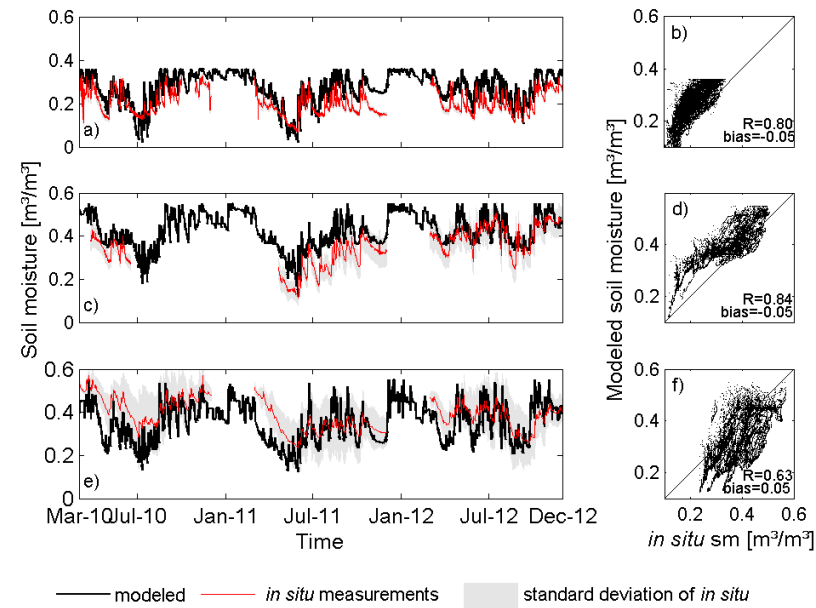 0.6
0.4
0.2
0
a)
0.6
0.4
0.2
b)
R=0.80
bias=-0.05
0.6
0.4
0.2
0
c)
0.6
0.4
0.2
d)
R=0.84
bias=-0.05
0.6
0.4
0.2
0
e)
0.6
0.4
0.2
f)
R=0.63
bias=0.05
Soil moisture [m³/m³]
Modeled soil moisture [m³/m³]
Mar-10 Jul-10 Jan-11 Jul-11 Jan-12 Jul-12 Dec-12
Time
0.2 0.4 0.6
in situ sm [m³/m³]
modeled in situ measurements standard deviation of in situ